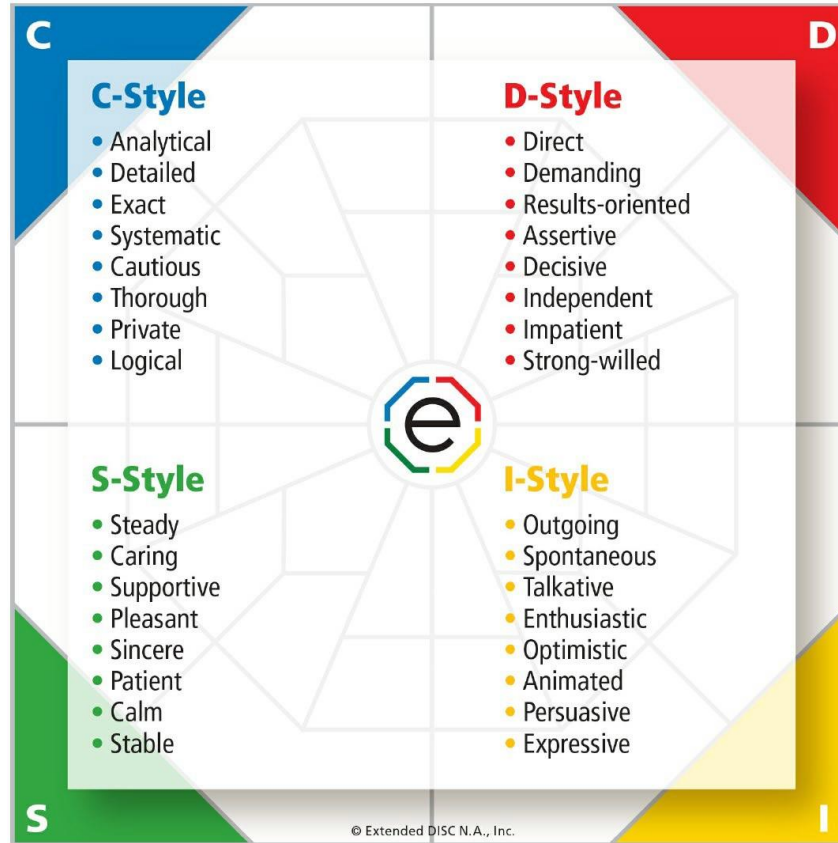 C
D
C-Style
• Analytical
• Detailed
• Exact
• Systematic
• Cautious
• Thorough
• Private
• Logical
D-Style
• Direct
• Demanding
• Results-oriented
• Assertive
• Decisive
• Independent
• Impatient
• Strong-willed
e
S-Style
• Steady
• Caring
• Supportive
• Pleasant
• Sincere
• Patient
• Calm
• Stable
I-Style
• Outgoing
• Spontaneous
• Talkative
• Enthusiastic
• Optimistic
• Animated
• Persuasive
• Expressive
S
I
© Extended DISC N.A., Inc.